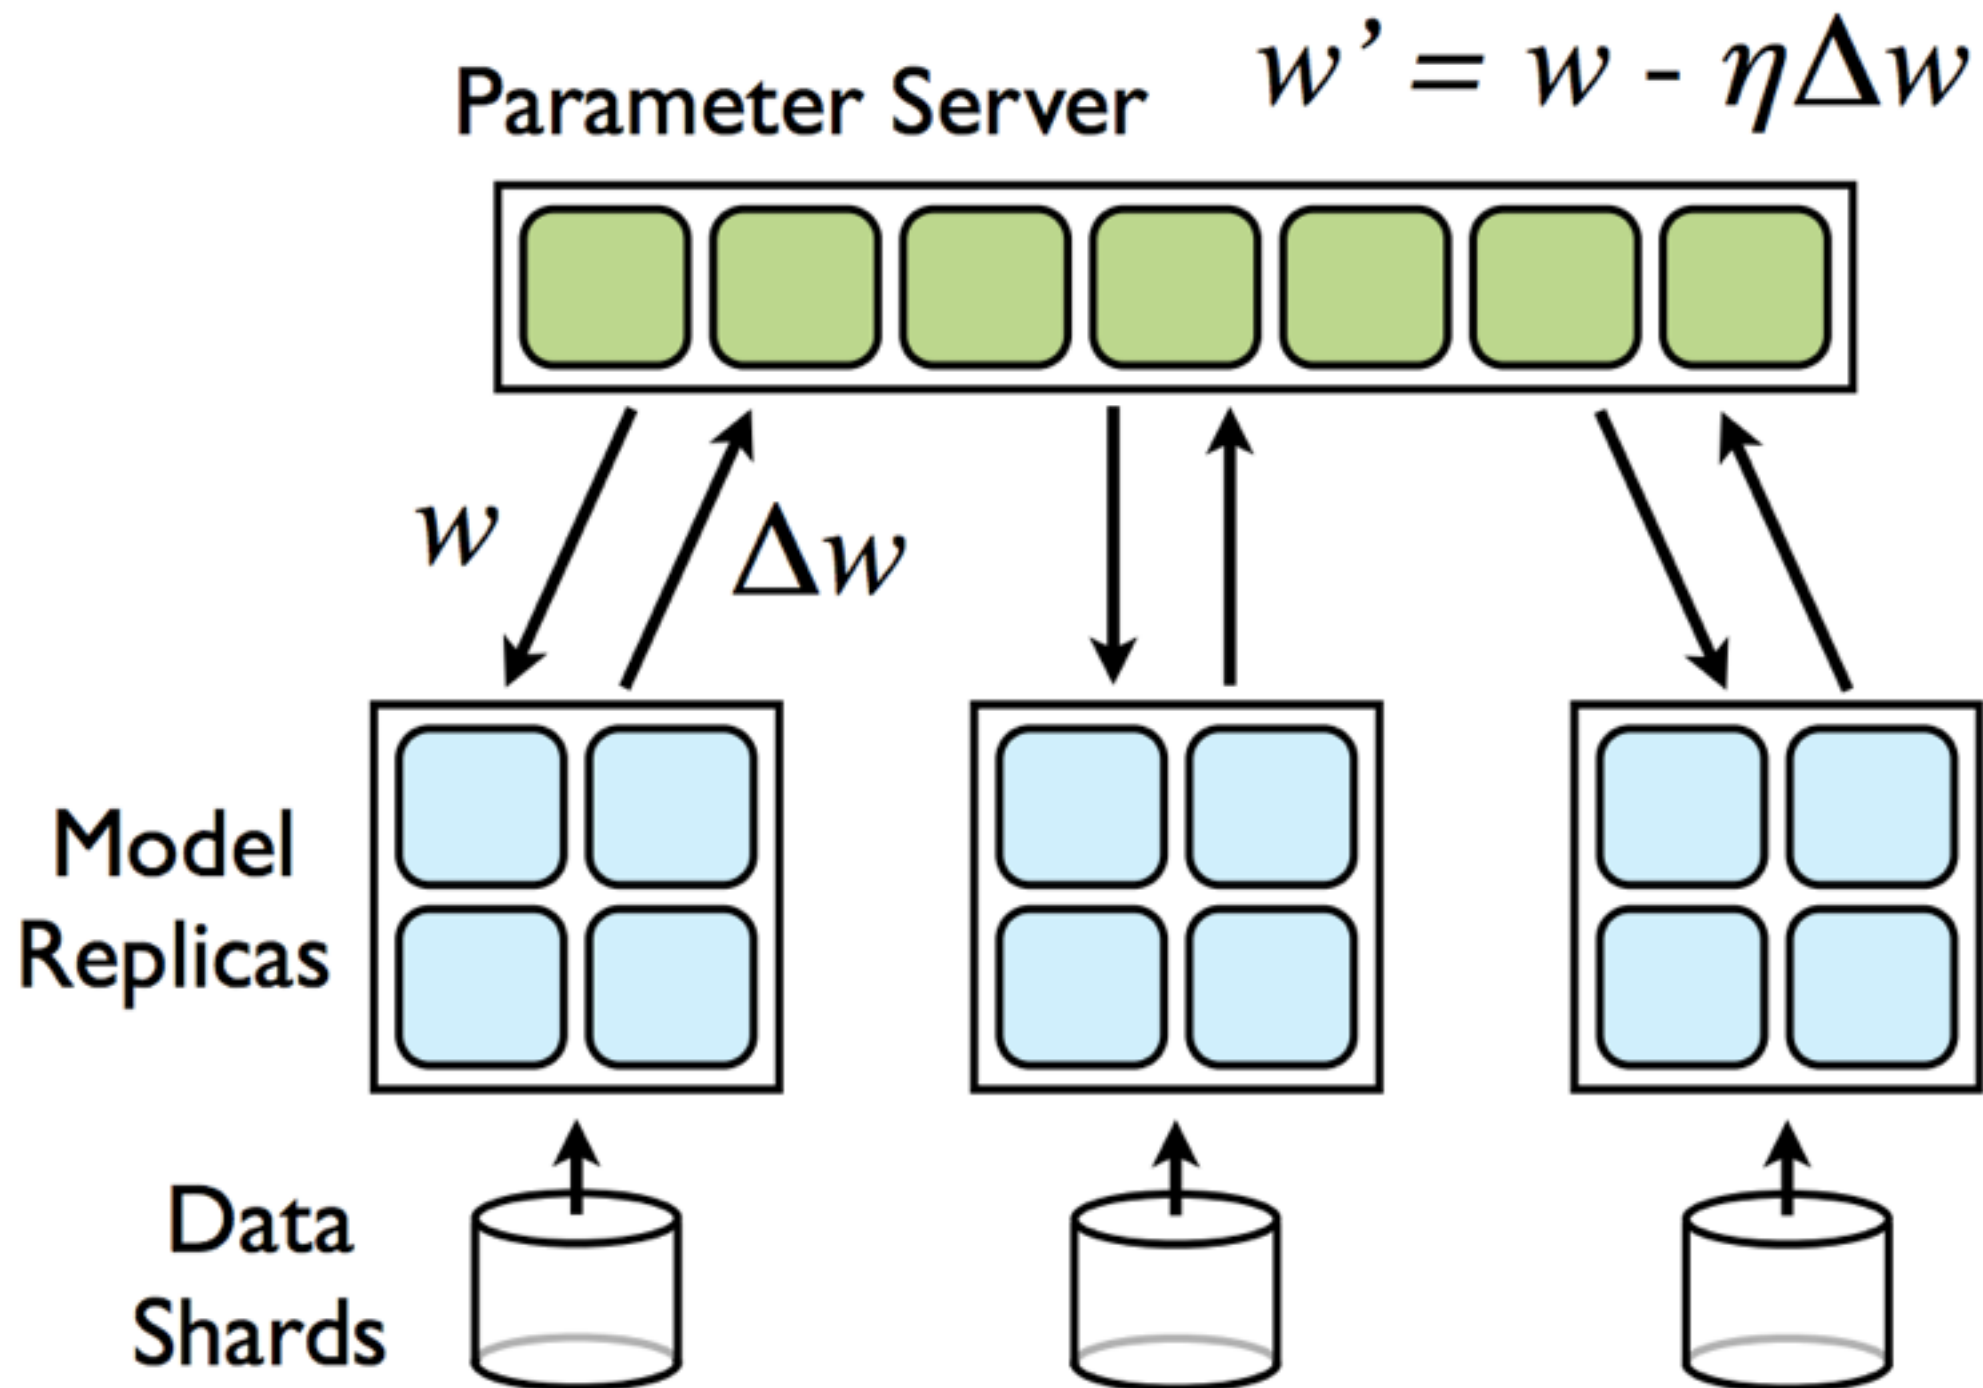 Parameter Server
w’ = w - ηΔw
w
Δw
Model
Replicas
Data
Shards